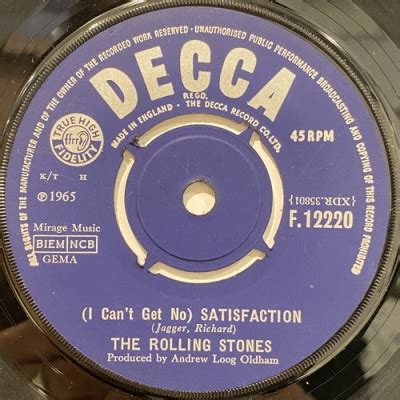 ALL RIGHTS OF THE MANUFACTURER AND OF THE OWNER OF THE RECORDED WORK RESERVED · UNAUTHORISED PUBLIC PERFORMANCE BROADCASTING AND COPYING OF THIS RECORD PROHIBITED
DECCA
REGD.
MADE IN ENGLAND · THE DECCA RECORD CO. LTD.
TRUE HIGH
ffrr
FIDELITY
45 RPM
K/T H
℗1965
{XDR.37801}
F.12220
Mirage Music
BIEM NCB
GEMA
(I Can't Get No) SATISFACTION
(Jagger, Richard)
THE ROLLING STONES
Produced by Andrew Loog Oldham